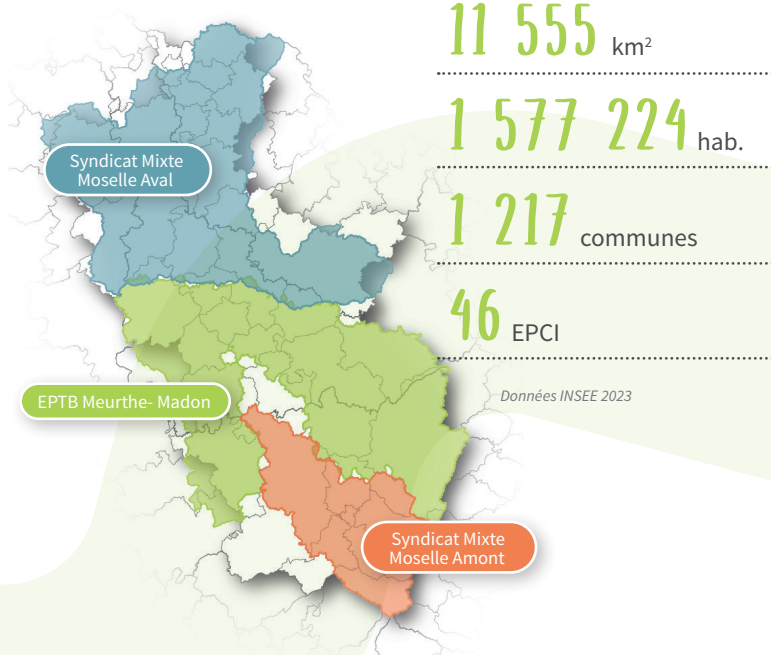 11 555 km²
1 577 224 hab.
1 217 communes
46 EPCI
Données INSEE 2023
Syndicat Mixte
Moselle Aval
EPTB Meurthe- Madon
Syndicat Mixte
Moselle Amont